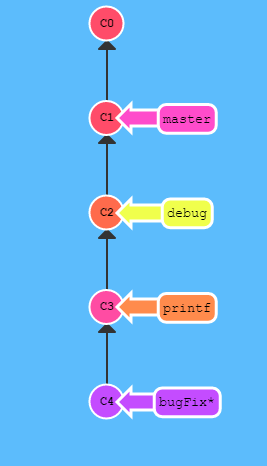 C0
C1 master
C2 debug
C3 printf
C4 bugFix*